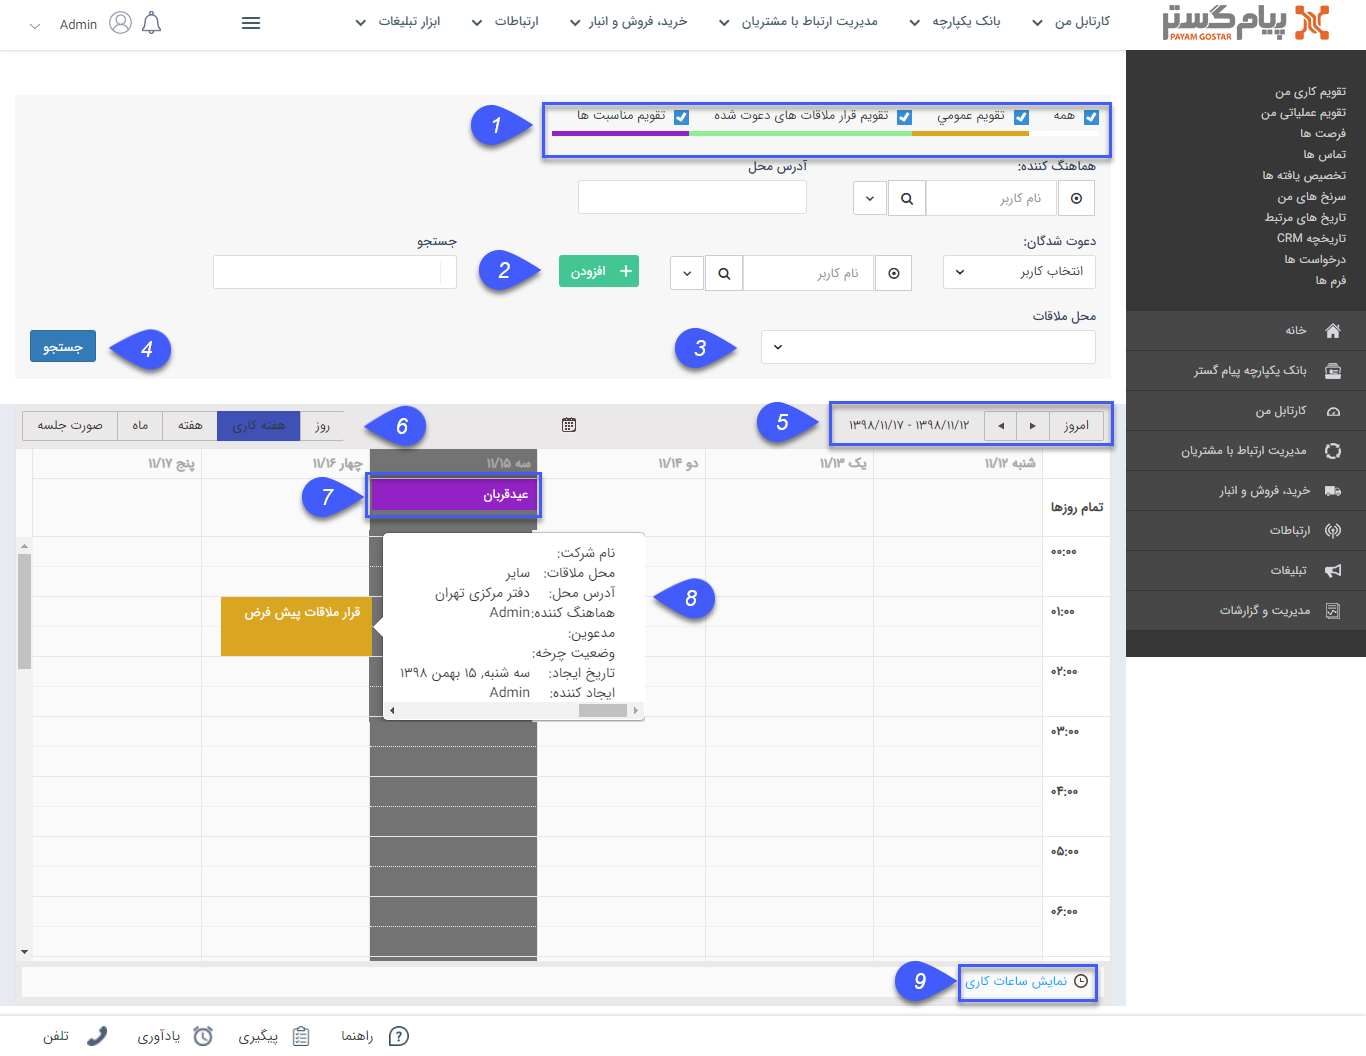 پیام گستر
PAYAM GOSTAR
کارتابل من
بانک یکپارچه
مدیریت ارتباط با مشتریان
خرید، فروش و انبار
ارتباطات
ابزار تبلیغات
Admin
تقویم کاری من
تقویم عملیاتی من
فرصت ها
تماس ها
تخصیص یافته ها
سرنخ های من
تاریخ های مرتبط
تاریخچه CRM
درخواست ها
فرم ها
خانه
بانک یکپارچه پیام گستر
کارتابل من
مدیریت ارتباط با مشتریان
خرید، فروش و انبار
ارتباطات
تبلیغات
مدیریت و گزارشات
همه
تقویم عمومي
تقویم قرار ملاقات های دعوت شده
تقویم مناسبت ها
1
هماهنگ کننده:
آدرس محل
نام کاربر
دعوت شدگان:
جستجو
انتخاب کاربر
نام کاربر
+ افزودن
2
محل ملاقات
3
4
جستجو
امروز
۱۳۹۸/۱۱/۱۲ - ۱۳۹۸/۱۱/۱۷
5
6
روز
هفته کاری
هفته
ماه
صورت جلسه
شنبه ۱۱/۱۲
یک ۱۱/۱۳
دو ۱۱/۱۴
سه ۱۱/۱۵
چهار ۱۱/۱۶
پنج ۱۱/۱۷
تمام روزها
عیدقربان
7
۰۰:۰۰
۰۱:۰۰
۰۲:۰۰
۰۳:۰۰
۰۴:۰۰
۰۵:۰۰
۰۶:۰۰
قرار ملاقات پیش فرض
نام شرکت:
محل ملاقات: سایر
آدرس محل: دفتر مرکزی تهران
هماهنگ کننده: Admin
مدعوین:
وضعیت چرخه:
تاریخ ایجاد: سه شنبه, ۱۵ بهمن ۱۳۹۸
ایجاد کننده: Admin
8
نمایش ساعات کاری
9
راهنما
پیگیری
یادآوری
تلفن